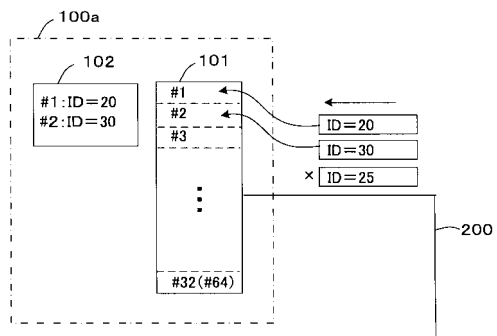 100a
102
101
#1:ID=20
#2:ID=30
#1
#2
#3
#32(#64)
ID=20
ID=30
× ID=25
200